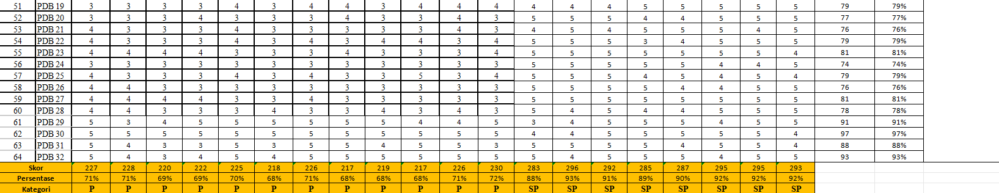 51 PDB 19 3 3 3 3 4 3 4 4 3 4 4 4 4 4 4 5 5 5 5 5 79 79%
52 PDB 20 3 3 3 4 3 3 3 4 3 3 4 3 5 5 5 4 4 5 5 5 77 77%
53 PDB 21 4 3 3 3 4 3 3 3 3 3 4 3 4 5 4 5 5 5 4 5 76 76%
54 PDB 22 4 3 3 3 4 3 4 3 4 4 3 4 5 5 5 3 4 5 5 5 79 79%
55 PDB 23 4 4 4 4 3 3 3 4 3 3 3 4 5 5 5 5 5 5 5 4 81 81%
56 PDB 24 3 3 3 3 3 3 3 3 3 3 3 3 5 5 5 5 5 4 4 5 74 74%
57 PDB 25 4 3 3 3 4 3 4 3 3 5 3 4 5 5 5 4 5 4 5 4 79 79%
58 PDB 26 4 4 3 3 3 3 3 3 3 3 3 3 5 5 5 5 4 4 5 5 76 76%
59 PDB 27 4 4 4 4 3 3 4 3 3 3 3 3 5 5 5 5 5 5 5 5 81 81%
60 PDB 28 4 4 3 3 3 4 3 3 4 3 4 3 5 4 5 4 4 5 5 5 78 78%
61 PDB 29 5 3 4 5 5 5 5 5 5 4 4 5 3 4 5 5 5 4 5 5 91 91%
62 PDB 30 5 5 5 5 5 5 5 5 5 5 5 5 4 4 5 5 5 5 5 4 97 97%
63 PDB 31 5 4 3 3 5 3 5 5 4 5 5 3 5 5 5 5 4 5 5 4 88 88%
64 PDB 32 5 4 3 4 5 4 5 5 5 5 5 5 5 4 5 5 5 4 5 5 93 93%
Skor 227 228 220 222 225 218 226 217 219 217 226 230 283 296 292 285 287 295 295 293
Persentase 71% 71% 69% 69% 70% 68% 71% 68% 68% 68% 71% 72% 88% 93% 91% 89% 90% 92% 92% 92%
Kategori P P P P P P P P P P P P SP SP SP SP SP SP SP SP